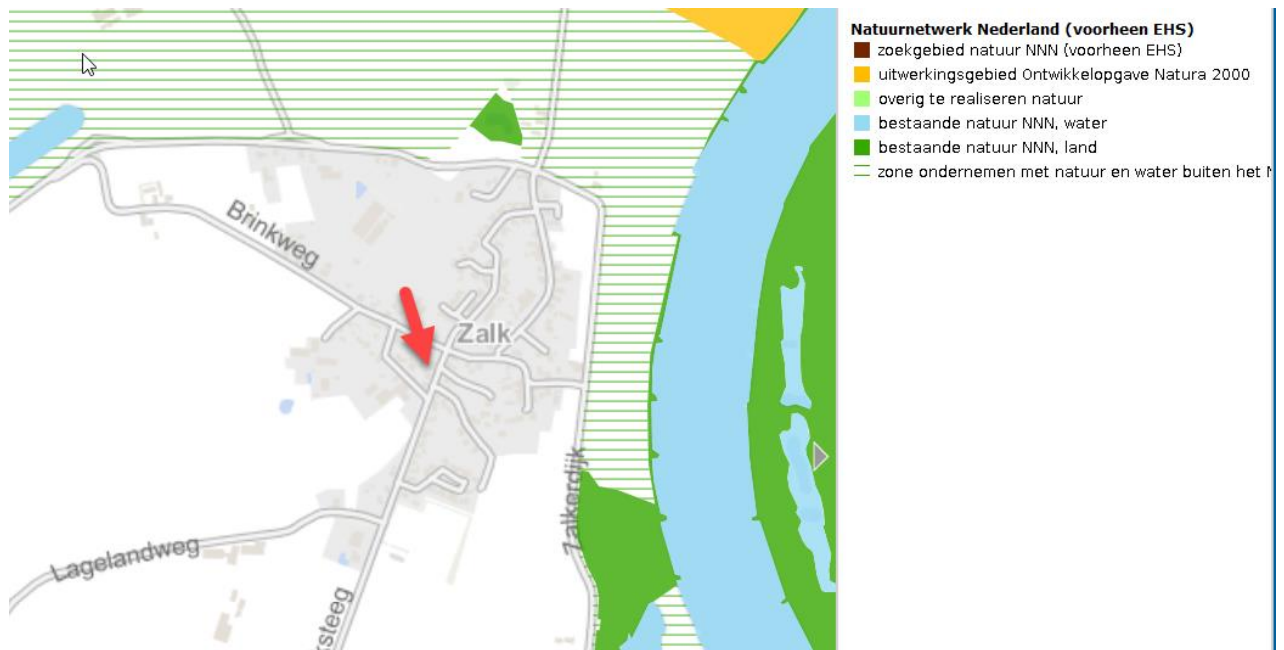 Natuurnetwerk Nederland (voorheen EHS)
zoekgebied natuur NNN (voorheen EHS)
uitwerkingsgebied Ontwikkelopgave Natura 2000
overig te realiseren natuur
bestaande natuur NNN, water
bestaande natuur NNN, land
zone ondernemen met natuur en water buiten het
Brinkweg
Zalk
Zalkerdijk
Lagelandweg
ksteeg